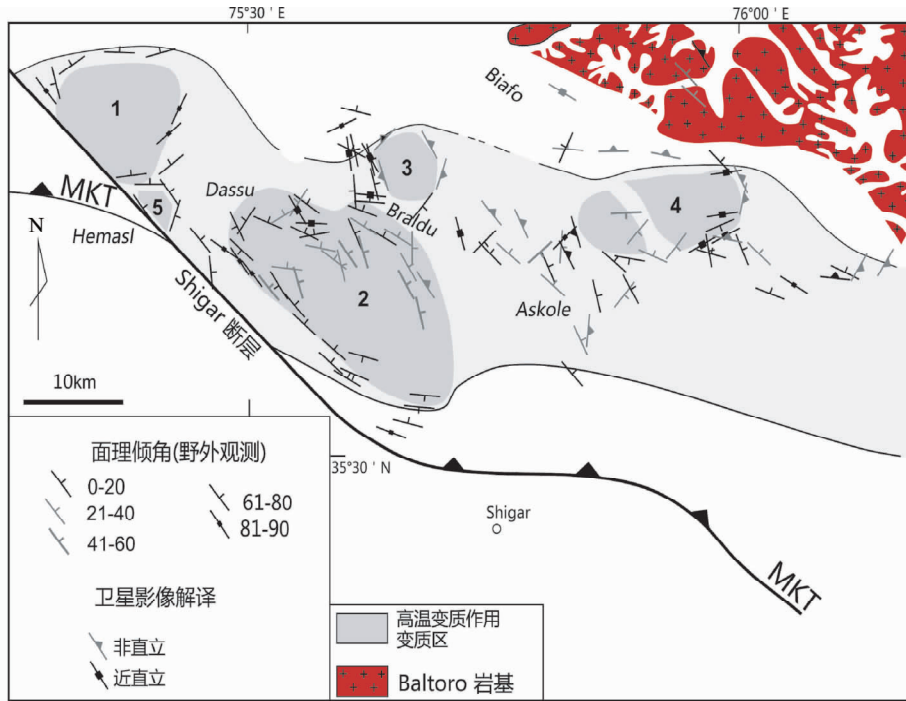 75°30 ' E
76°00 ' E
Biafo
1
3
MKT
5
Dassu
Braldu
4
Hemasl
N
2
Shigar 断层
Askole
10km
35°30 ' N
面理倾角(野外观测)
0-20
61-80
21-40
81-90
41-60
Shigar
MKT
卫星影像解译
非直立
近直立
高温变质作用
变质区
Baltoro 岩基